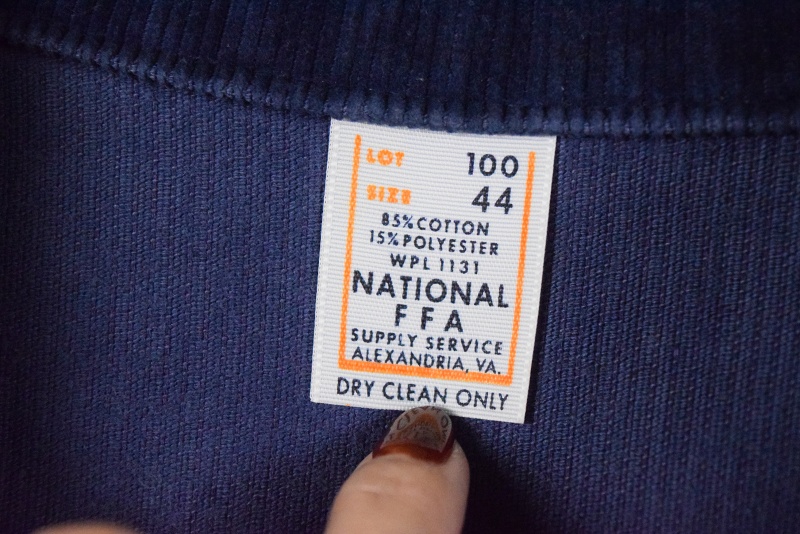 LOT 100
SIZE 44
85% COTTON
15% POLYESTER
WPL 1131
NATIONAL
FFA
SUPPLY SERVICE
ALEXANDRIA, VA.
DRY CLEAN ONLY